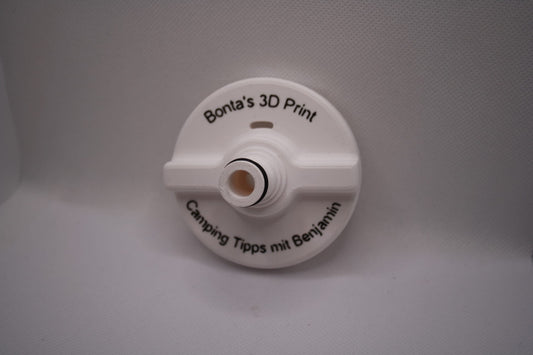 Bonta's 3D Print
Camping Tipps mit Benjamin